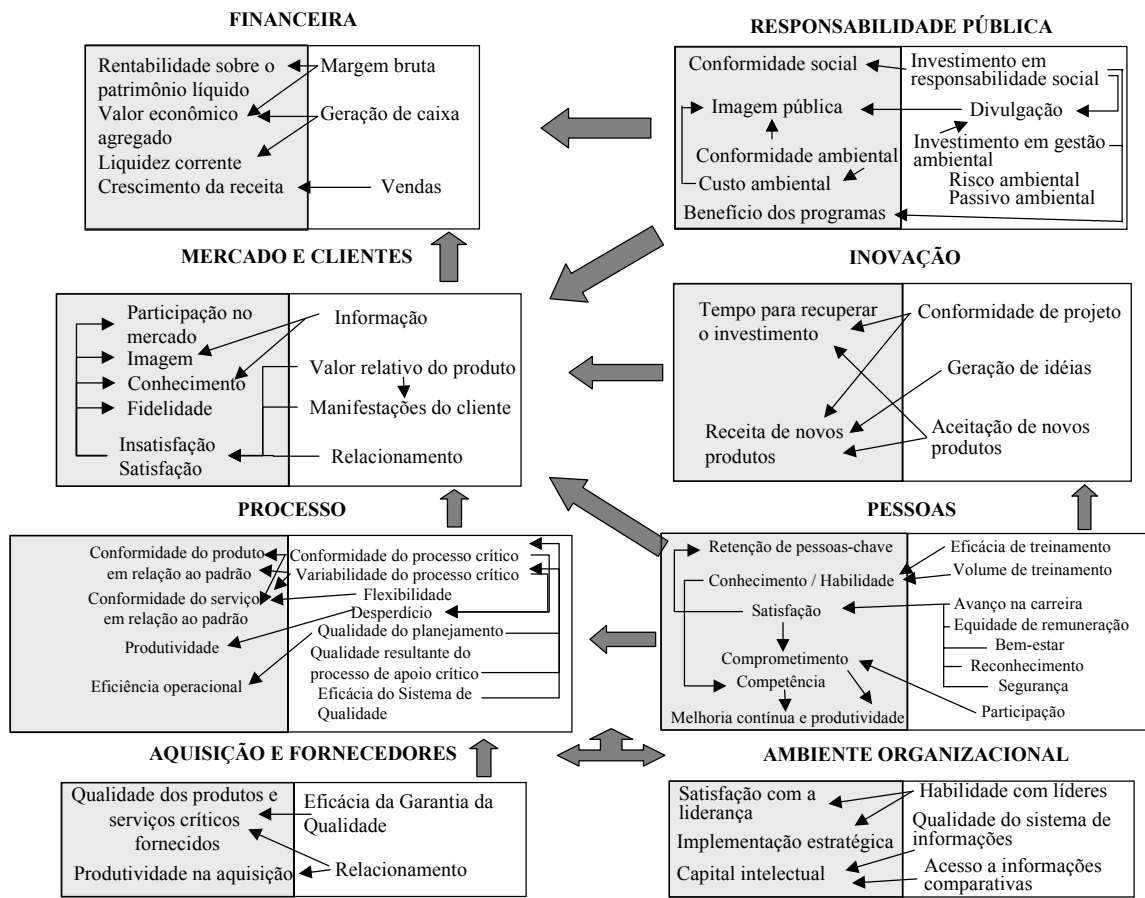 FINANCEIRA
Rentabilidade sobre o
patrimônio líquido
Valor econômico
agregado
Liquidez corrente
Crescimento da receita
Margem bruta
Geração de caixa
Vendas
RESPONSABILIDADE PÚBLICA
Conformidade social
Imagem pública
Conformidade ambiental
Custo ambiental
Benefício dos programas
Investimento em
responsabilidade social
Divulgação
Investimento em gestão
ambiental
Risco ambiental
Passivo ambiental
MERCADO E CLIENTES
Participação no
mercado
Imagem
Conhecimento
Fidelidade
Insatisfação
Satisfação
Informação
Valor relativo do produto
Manifestações do cliente
Relacionamento
INOVAÇÃO
Tempo para recuperar
o investimento
Receita de novos
produtos
Conformidade de projeto
Geração de idéias
Aceitação de novos
produtos
PROCESSO
Conformidade do produto
em relação ao padrão
Conformidade do serviço
em relação ao padrão
Produtividade
Eficiência operacional
Conformidade do processo crítico
Variabilidade do processo crítico
Flexibilidade
Desperdício
Qualidade do planejamento
Qualidade resultante do
processo de apoio crítico
Eficácia do Sistema de
Qualidade
PESSOAS
Retenção de pessoas-chave
Conhecimento / Habilidade
Satisfação
Comprometimento
Competência
Melhoria contínua e produtividade
Eficácia de treinamento
Volume de treinamento
Avanço na carreira
Equidade de remuneração
Bem-estar
Reconhecimento
Segurança
Participação
AQUISIÇÃO E FORNECEDORES
Qualidade dos produtos e
serviços críticos
fornecidos
Produtividade na aquisição
Eficácia da Garantia da
Qualidade
Relacionamento
AMBIENTE ORGANIZACIONAL
Satisfação com a
liderança
Implementação estratégica
Capital intelectual
Habilidade com líderes
Qualidade do sistema de
informações
Acesso a informações
comparativas